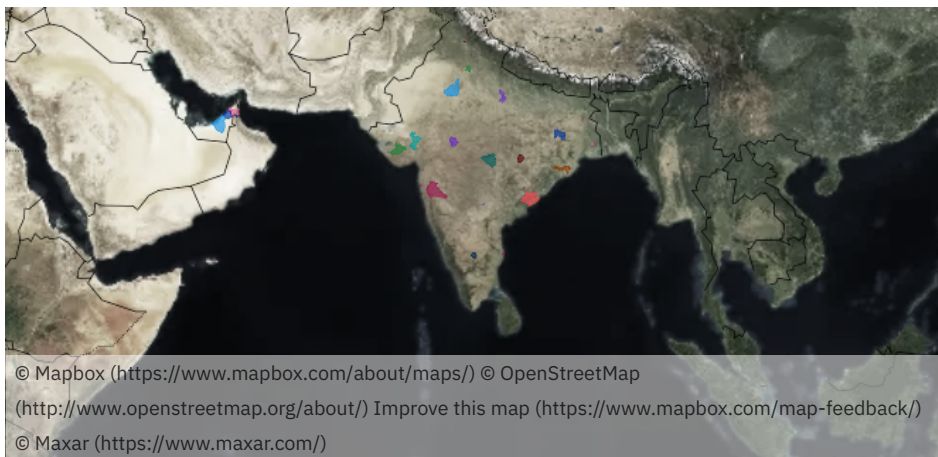 © Mapbox (https://www.mapbox.com/about/maps/) © OpenStreetMap
(http://www.openstreetmap.org/about/) Improve this map (https://www.mapbox.com/map-feedback/)
© Maxar (https://www.maxar.com/)